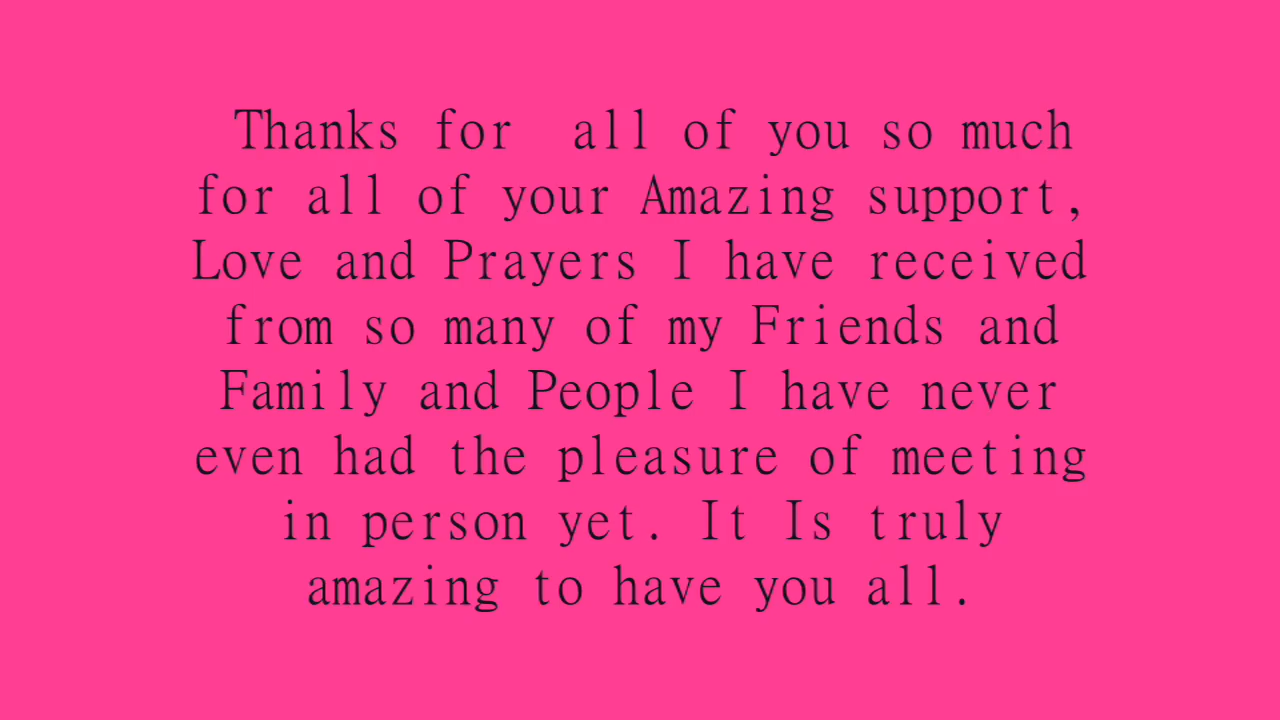 Thanks for  all of you so much
for all of your Amazing support,
Love and Prayers I have received
from so many of my Friends and
Family and People I have never
even had the pleasure of meeting
in person yet. It Is truly
amazing to have you all.